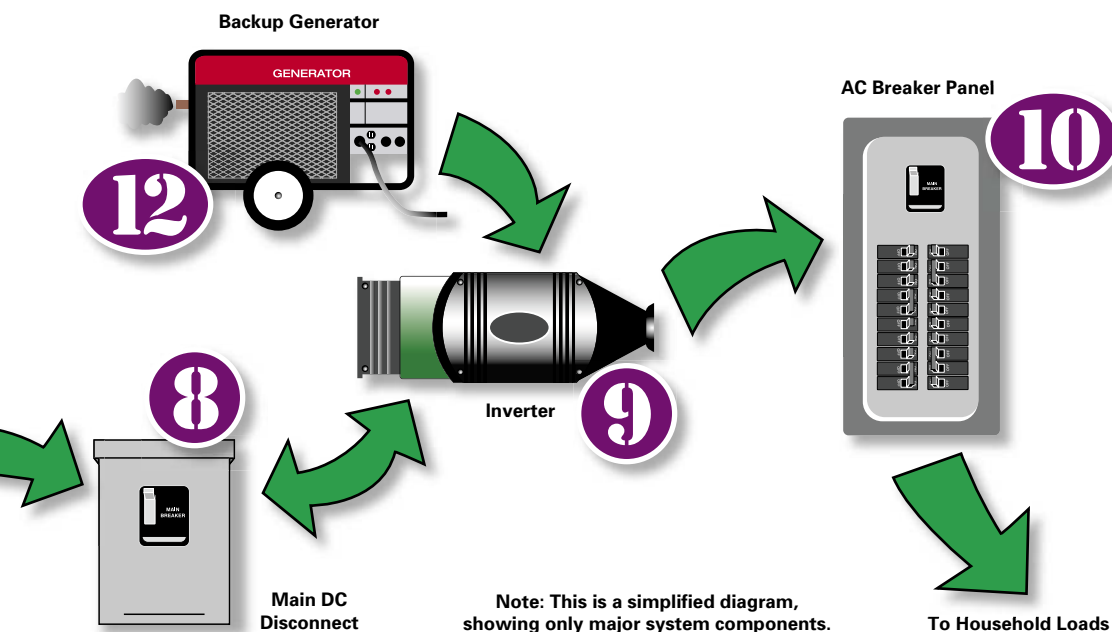 Backup Generator
GENERATOR
12
AC Breaker Panel
10
MAIN
BREAKER
Inverter
9
8
MAIN
BREAKER
Main DC
Disconnect
Note: This is a simplified diagram,
showing only major system components.
To Household Loads